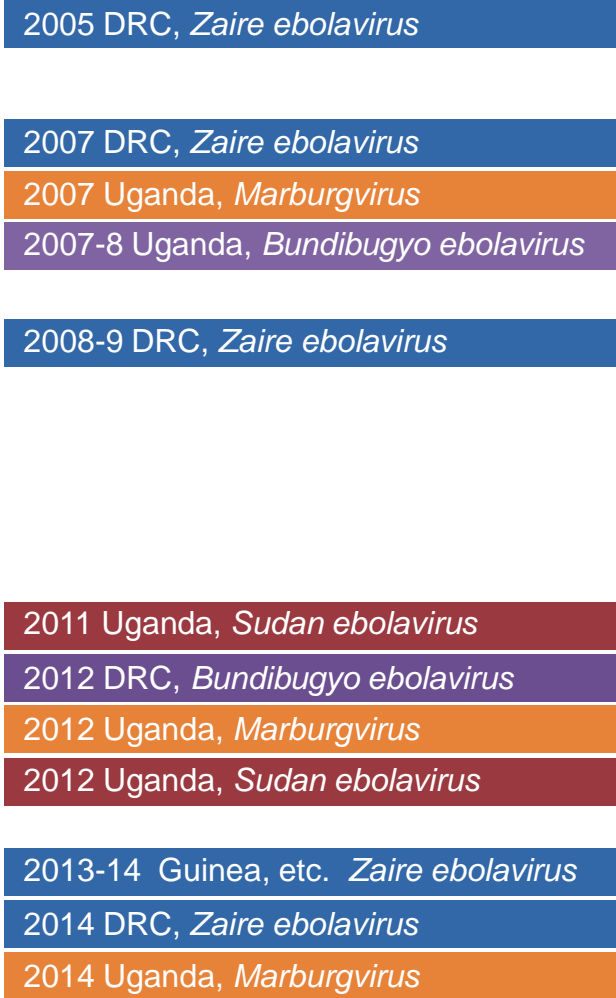 2005 DRC, Zaire ebolavirus
2007 DRC, Zaire ebolavirus
2007 Uganda, Marburgvirus
2007-8 Uganda, Bundibugyo ebolavirus
2008-9 DRC, Zaire ebolavirus
2011 Uganda, Sudan ebolavirus
2012 DRC, Bundibugyo ebolavirus
2012 Uganda, Marburgvirus
2012 Uganda, Sudan ebolavirus
2013-14 Guinea, etc. Zaire ebolavirus
2014 DRC, Zaire ebolavirus
2014 Uganda, Marburgvirus